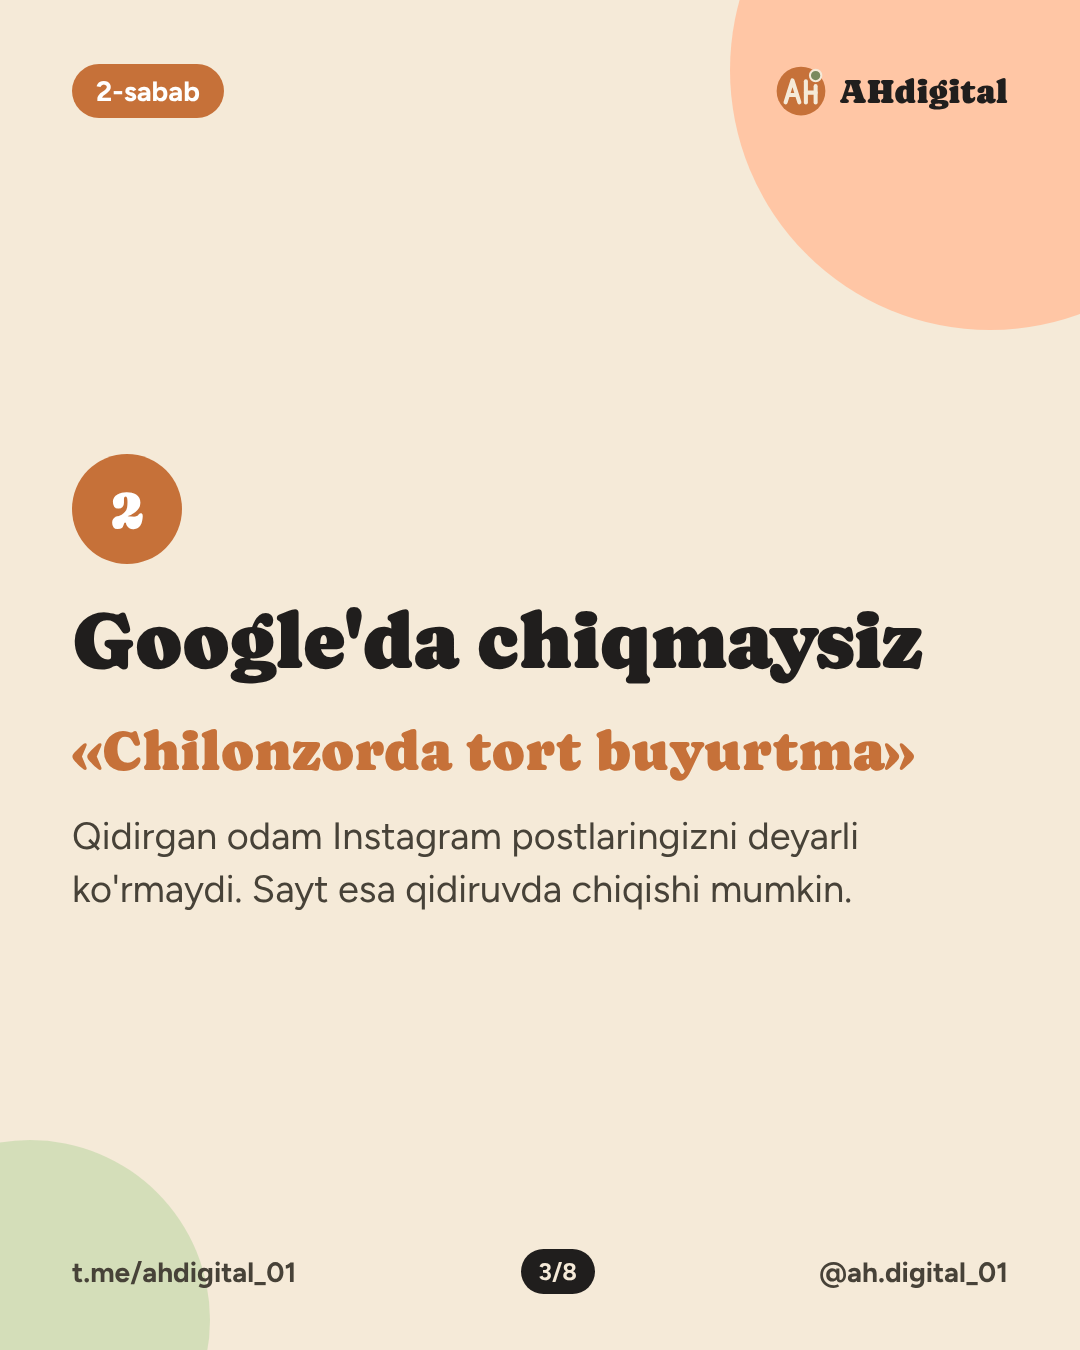 2-sabab
AH AHdigital
2
Google'da chiqmaysiz
«Chilonzorda tort buyurtma»
Qidirgan odam Instagram postlaringizni deyarli
ko'rmaydi. Sayt esa qidiruvda chiqishi mumkin.
t.me/ahdigital_01
3/8
@ah.digital_01